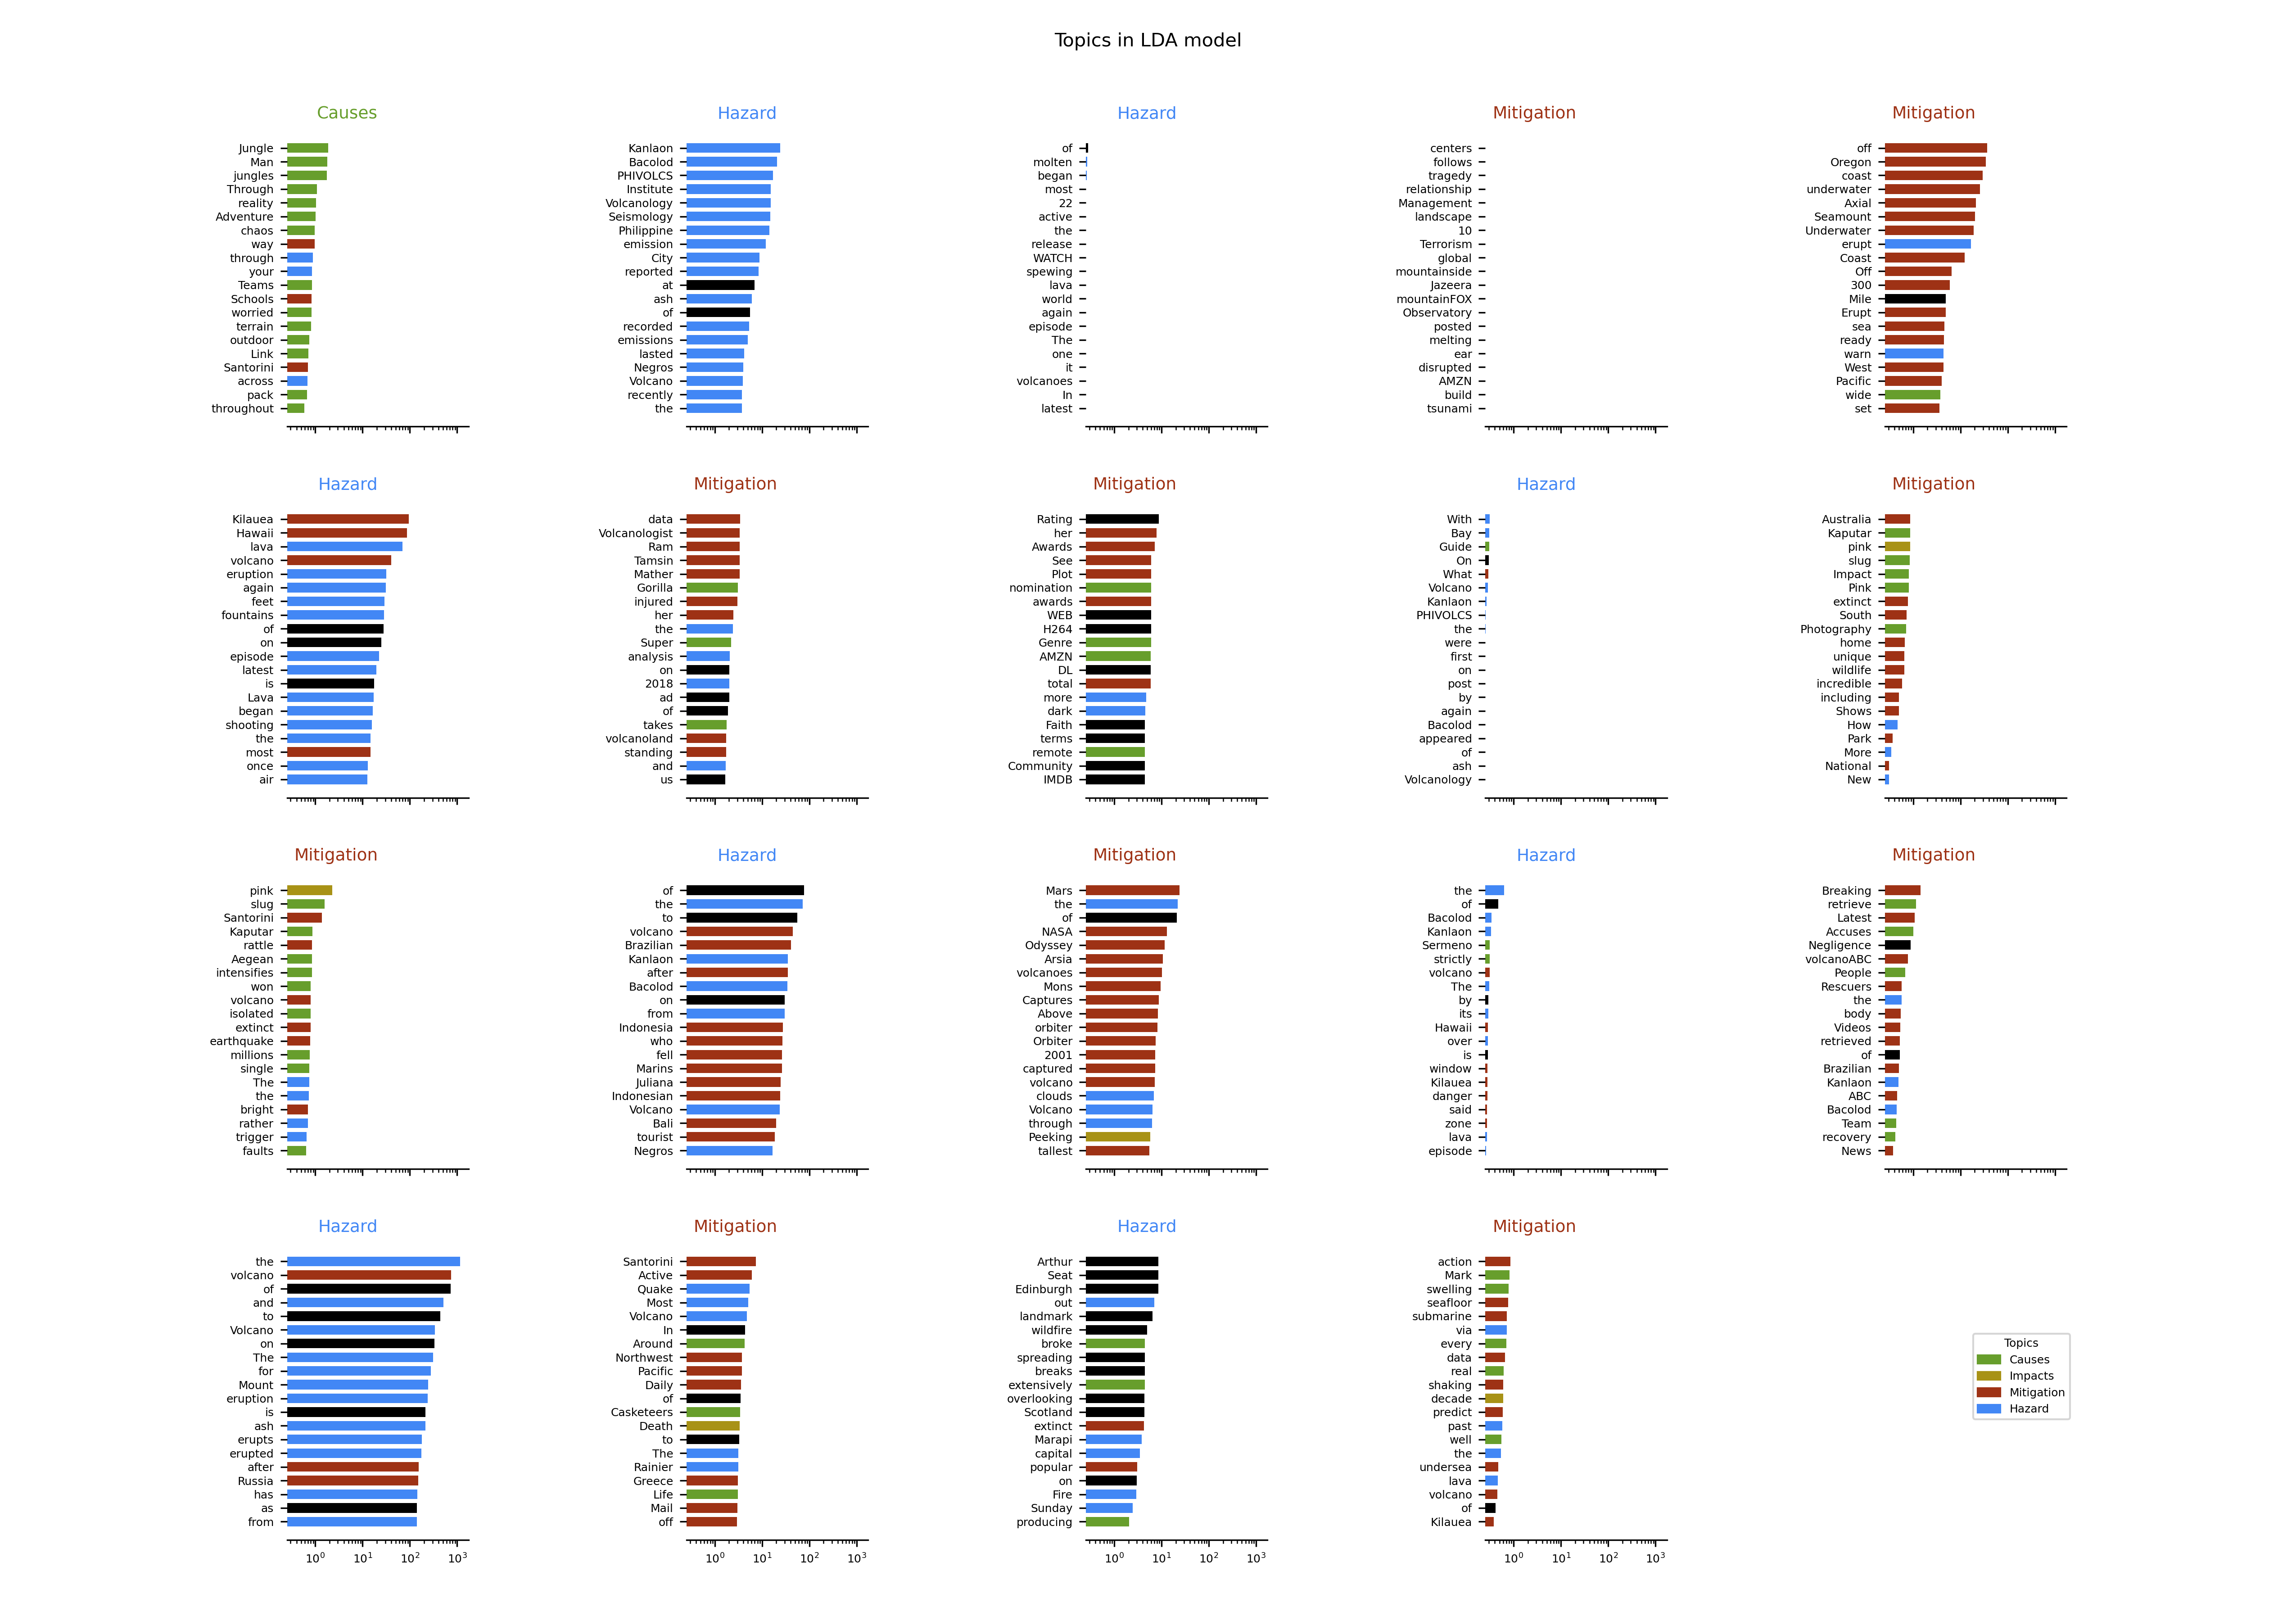 Topics in LDA model
Causes
Jungle
Man
jungles
Through
reality
Adventure
chaos
way
through
your
Teams
Schools
worried
terrain
outdoor
Link
Santorini
across
pack
throughout
Hazard
Kanlaon
Bacolod
PHIVOLCS
Institute
Volcanology
Seismology
Philippine
emission
City
reported
at
ash
of
recorded
emissions
lasted
Negros
Volcano
recently
the
Hazard
of
molten
began
most
22
active
the
release
WATCH
spewing
lava
world
again
episode
The
one
it
volcanoes
In
latest
Mitigation
centers
follows
tragedy
relationship
Management
landscape
10
Terrorism
global
mountainside
Jazeera
mountainFOX
Observatory
posted
melting
ear
disrupted
AMZN
build
tsunami
Mitigation
off
Oregon
coast
underwater
Axial
Seamount
Underwater
erupt
Coast
Off
300
Mile
Erupt
sea
ready
warn
West
Pacific
wide
set
Hazard
Kilauea
Hawaii
lava
volcano
eruption
again
feet
fountains
of
on
episode
latest
is
Lava
began
shooting
the
most
once
air
Mitigation
data
Volcanologist
Ram
Tamsin
Mather
Gorilla
injured
her
the
Super
analysis
on
2018
ad
of
takes
volcanoland
standing
and
us
Mitigation
Rating
her
Awards
See
Plot
nomination
awards
WEB
H264
Genre
AMZN
DL
total
more
dark
Faith
terms
remote
Community
IMDB
Hazard
With
Bay
Guide
On
What
Volcano
Kanlaon
PHIVOLCS
the
were
first
on
post
by
again
Bacolod
appeared
of
ash
Volcanology
Mitigation
Australia
Kaputar
pink
slug
Impact
Pink
extinct
South
Photography
home
unique
wildlife
incredible
including
Shows
How
Park
More
National
New
Mitigation
pink
slug
Santorini
Kaputar
rattle
Aegean
intensifies
won
volcano
isolated
extinct
earthquake
millions
single
The
the
bright
rather
trigger
faults
Hazard
of
the
to
volcano
Brazilian
Kanlaon
after
Bacolod
on
from
Indonesia
who
fell
Marins
Juliana
Indonesian
Volcano
Bali
tourist
Negros
Mitigation
Mars
the
of
NASA
Odyssey
Arsia
volcanoes
Mons
Captures
Above
orbiter
Orbiter
2001
captured
volcano
clouds
Volcano
through
Peeking
tallest
Hazard
the
of
Bacolod
Kanlaon
Sermeno
strictly
volcano
The
by
its
Hawaii
over
is
window
Kilauea
danger
said
zone
lava
episode
Mitigation
Breaking
retrieve
Latest
Accuses
Negligence
volcanoABC
People
Rescuers
the
body
Videos
retrieved
of
Brazilian
Kanlaon
ABC
Bacolod
Team
recovery
News
Hazard
the
volcano
of
and
to
Volcano
on
The
for
Mount
eruption
is
ash
erupts
erupted
after
Russia
has
as
from
10⁰ 10¹ 10² 10³
Mitigation
Santorini
Active
Quake
Most
Volcano
In
Around
Northwest
Pacific
Daily
of
Casketeers
Death
to
The
Rainier
Greece
Life
Mail
off
10⁰ 10¹ 10² 10³
Hazard
Arthur
Seat
Edinburgh
out
landmark
wildfire
broke
spreading
breaks
extensively
overlooking
Scotland
extinct
Marapi
capital
popular
on
Fire
Sunday
producing
10⁰ 10¹ 10² 10³
Mitigation
action
Mark
swelling
seafloor
submarine
via
every
data
real
shaking
decade
predict
past
well
the
undersea
lava
volcano
of
Kilauea
10⁰ 10¹ 10² 10³
Topics
Causes
Impacts
Mitigation
Hazard